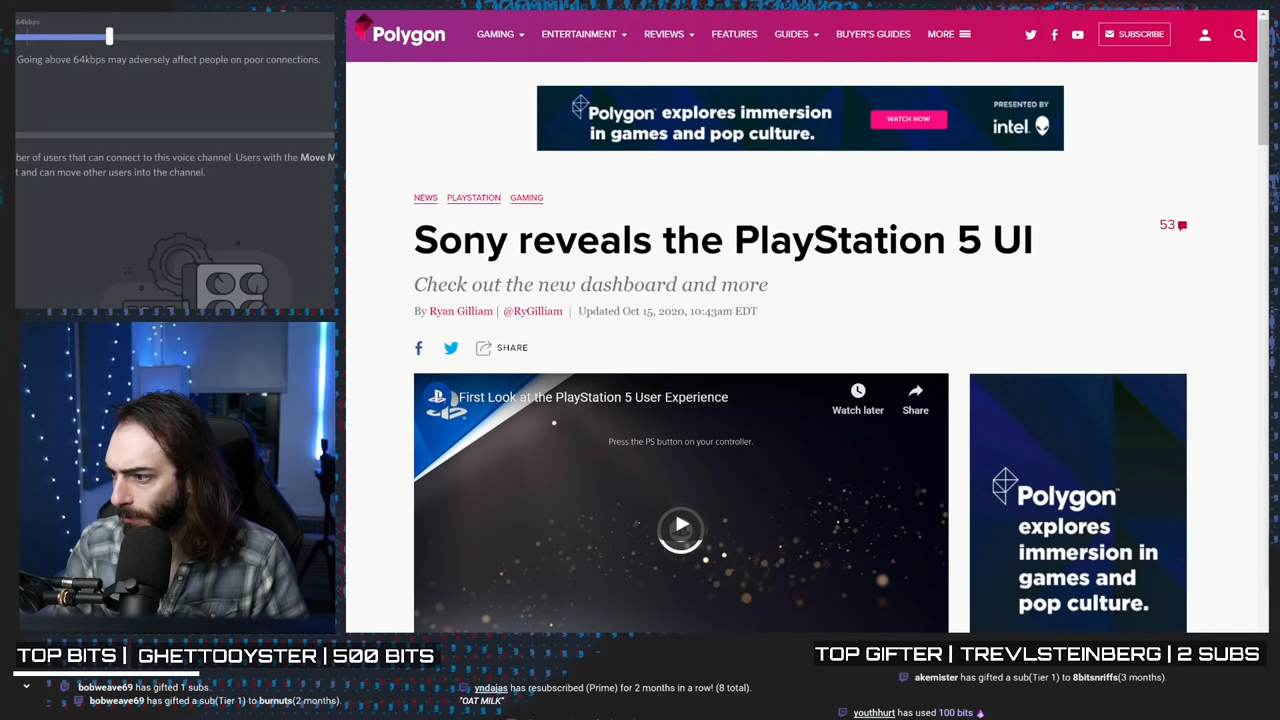 64kbps
Going above 64kbps may adversely affect people on poor connections.
ber of users that can connect to this voice channel. Users with the Move M
t and can move other users into the channel.
Polygon
GAMING
ENTERTAINMENT
REVIEWS
FEATURES
GUIDES
BUYER'S GUIDES
MORE
SUBSCRIBE
Polygon explores immersion
in games and pop culture.
WATCH NOW
PRESENTED BY
intel.
NEWS
PLAYSTATION
GAMING
Sony reveals the PlayStation 5 UI
53
Check out the new dashboard and more
By Ryan Gilliam | @RyGilliam | Updated Oct 15, 2020, 10:43am EDT
SHARE
First Look at the PlayStation 5 User Experience
Watch later
Share
Press the PS button on your controller.
Polygon
explores
immersion in
games and
pop culture.
TOP BITS | GHETTODYSTER | 500 BITS
TOP GIFTER | TREVLSTEINBERG | 2 SUBS
bobweave69 has gifted 1 subs.
bobweave69 has gifted a sub(Tier 1) to burnuts(2 months).
yndajas has resubscribed (Prime) for 2 months in a row! (8 total).
"OAT MILK"
akemister has gifted a sub(Tier 1) to 8bitsniffs(3 months).
youthhurt has used 100 bits